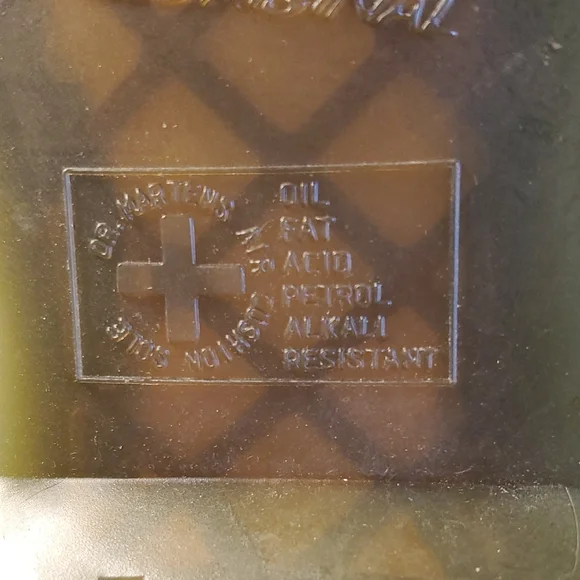 DR. MARTENS AIR CUSHION SOLE
OIL
FAT
ACID
PETROL
ALKALI
RESISTANT